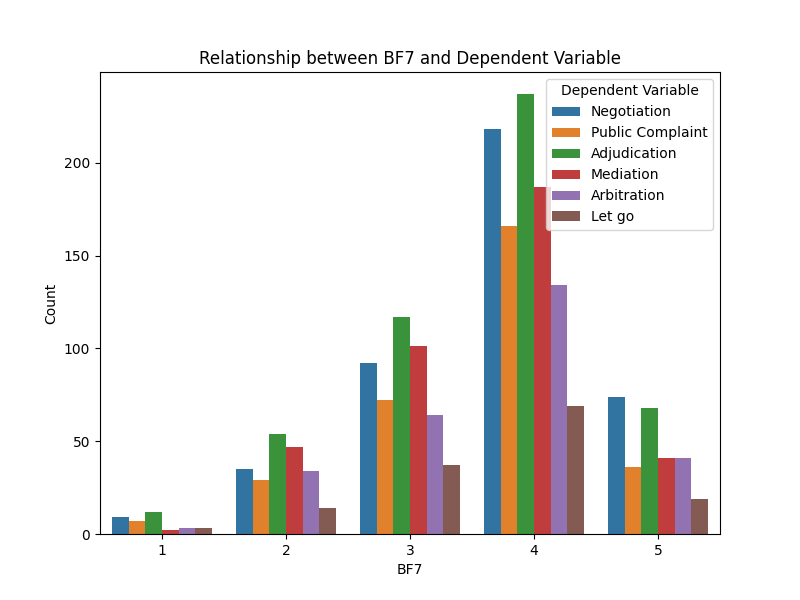 Relationship between BF7 and Dependent Variable
Dependent Variable
Negotiation
Public Complaint
Adjudication
Mediation
Arbitration
Let go
Count
200
150
100
50
0
1 2 3 4 5
BF7